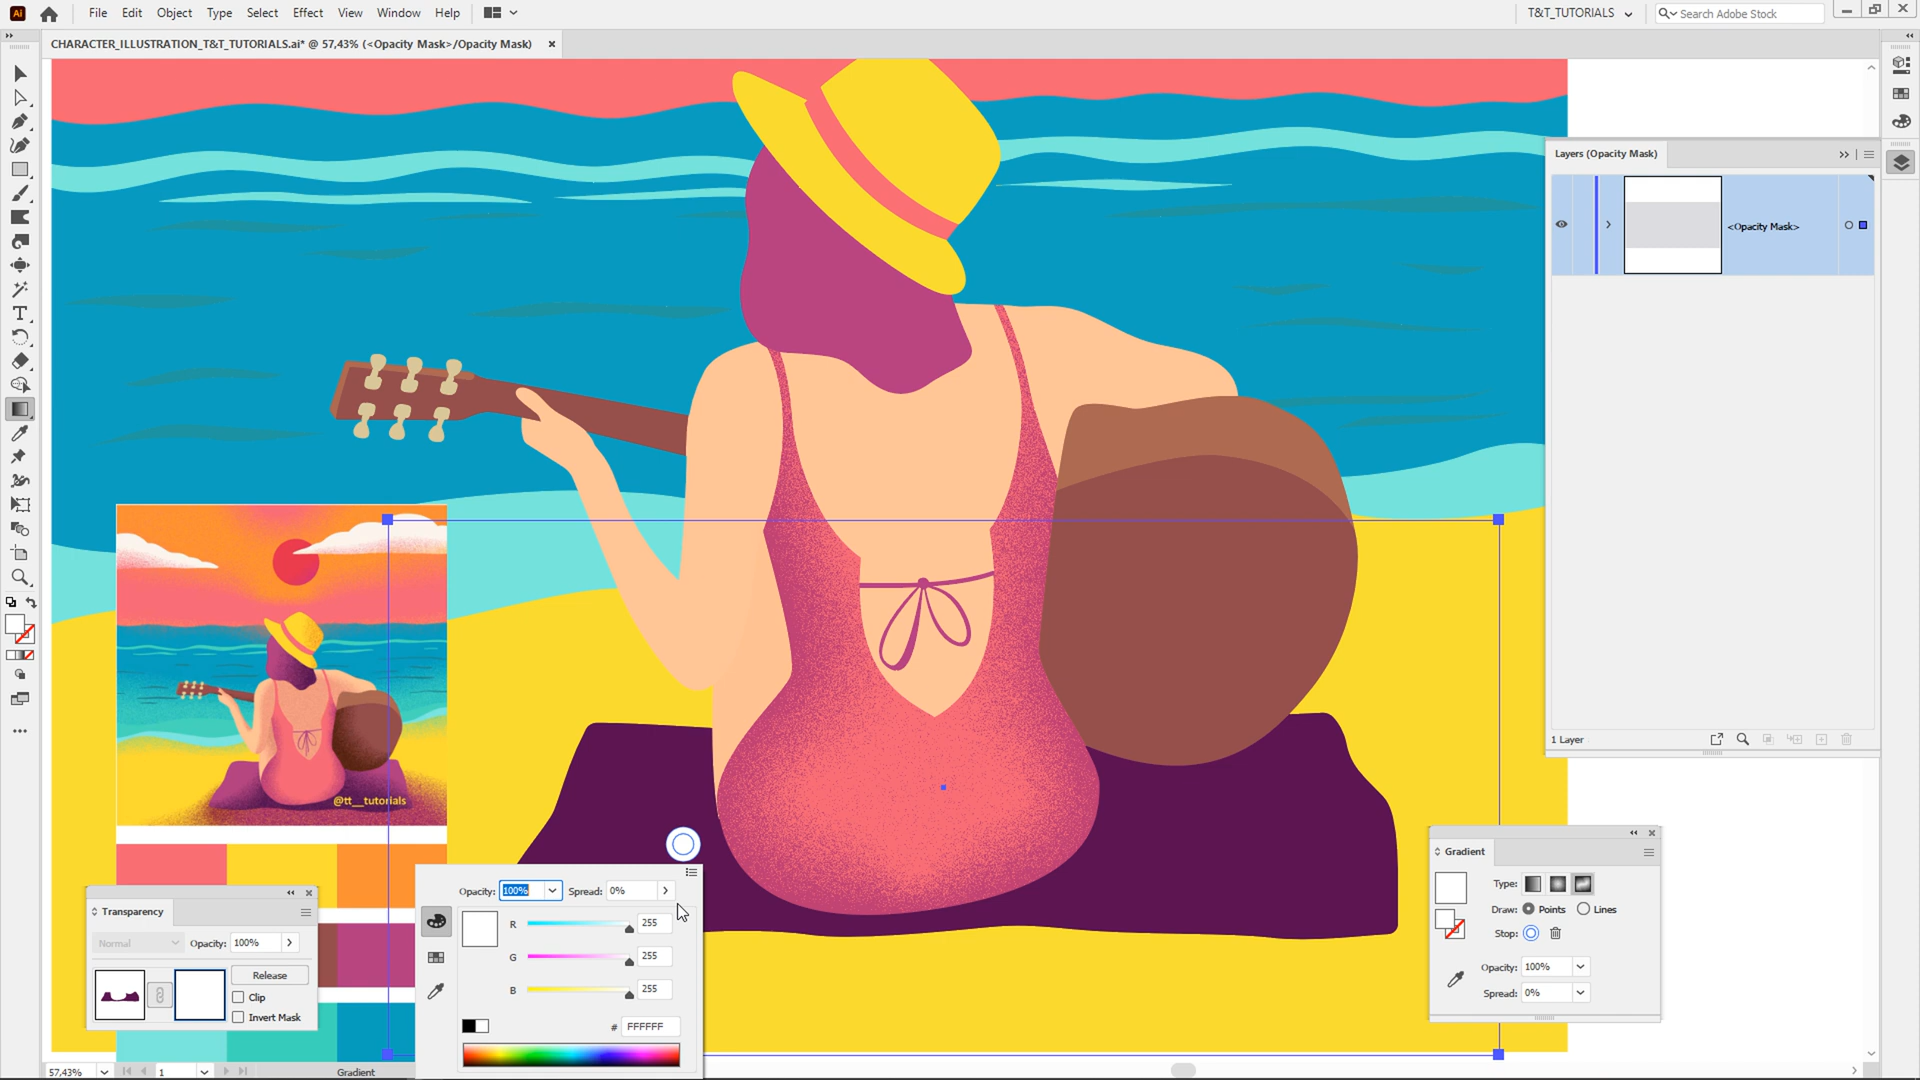 Ai File Edit Object Type Select Effect View Window Help T&T_TUTORIALS Search Adobe Stock
CHARACTER_ILLUSTRATION_T&T_TUTORIALS.ai* @ 57,43% (<Opacity Mask>/Opacity Mask)
Layers (Opacity Mask)
<Opacity Mask>
1 Layer
@tt__tutorials
Transparency
Normal Opacity: 100%
Release
Clip
Invert Mask
Opacity: 100% Spread: 0%
R 255
G 255
B 255
# FFFFFF
Gradient
Type:
Draw: Points Lines
Stop:
Opacity: 100%
Spread: 0%
57,43% 1 Gradient